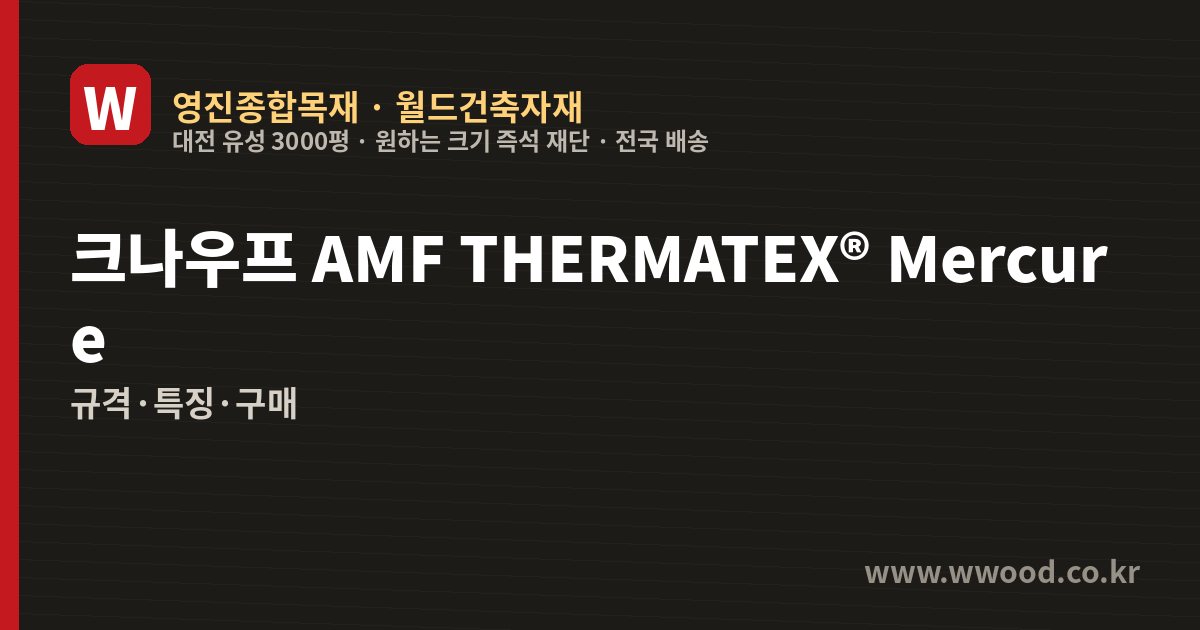 W
영진종합목재 · 월드건축자재
대전 유성 3000평 · 원하는 크기 즉석 재단 · 전국 배송
크나우프 AMF THERMATEX® Mercur
e
규격·특징·구매
www.wwood.co.kr